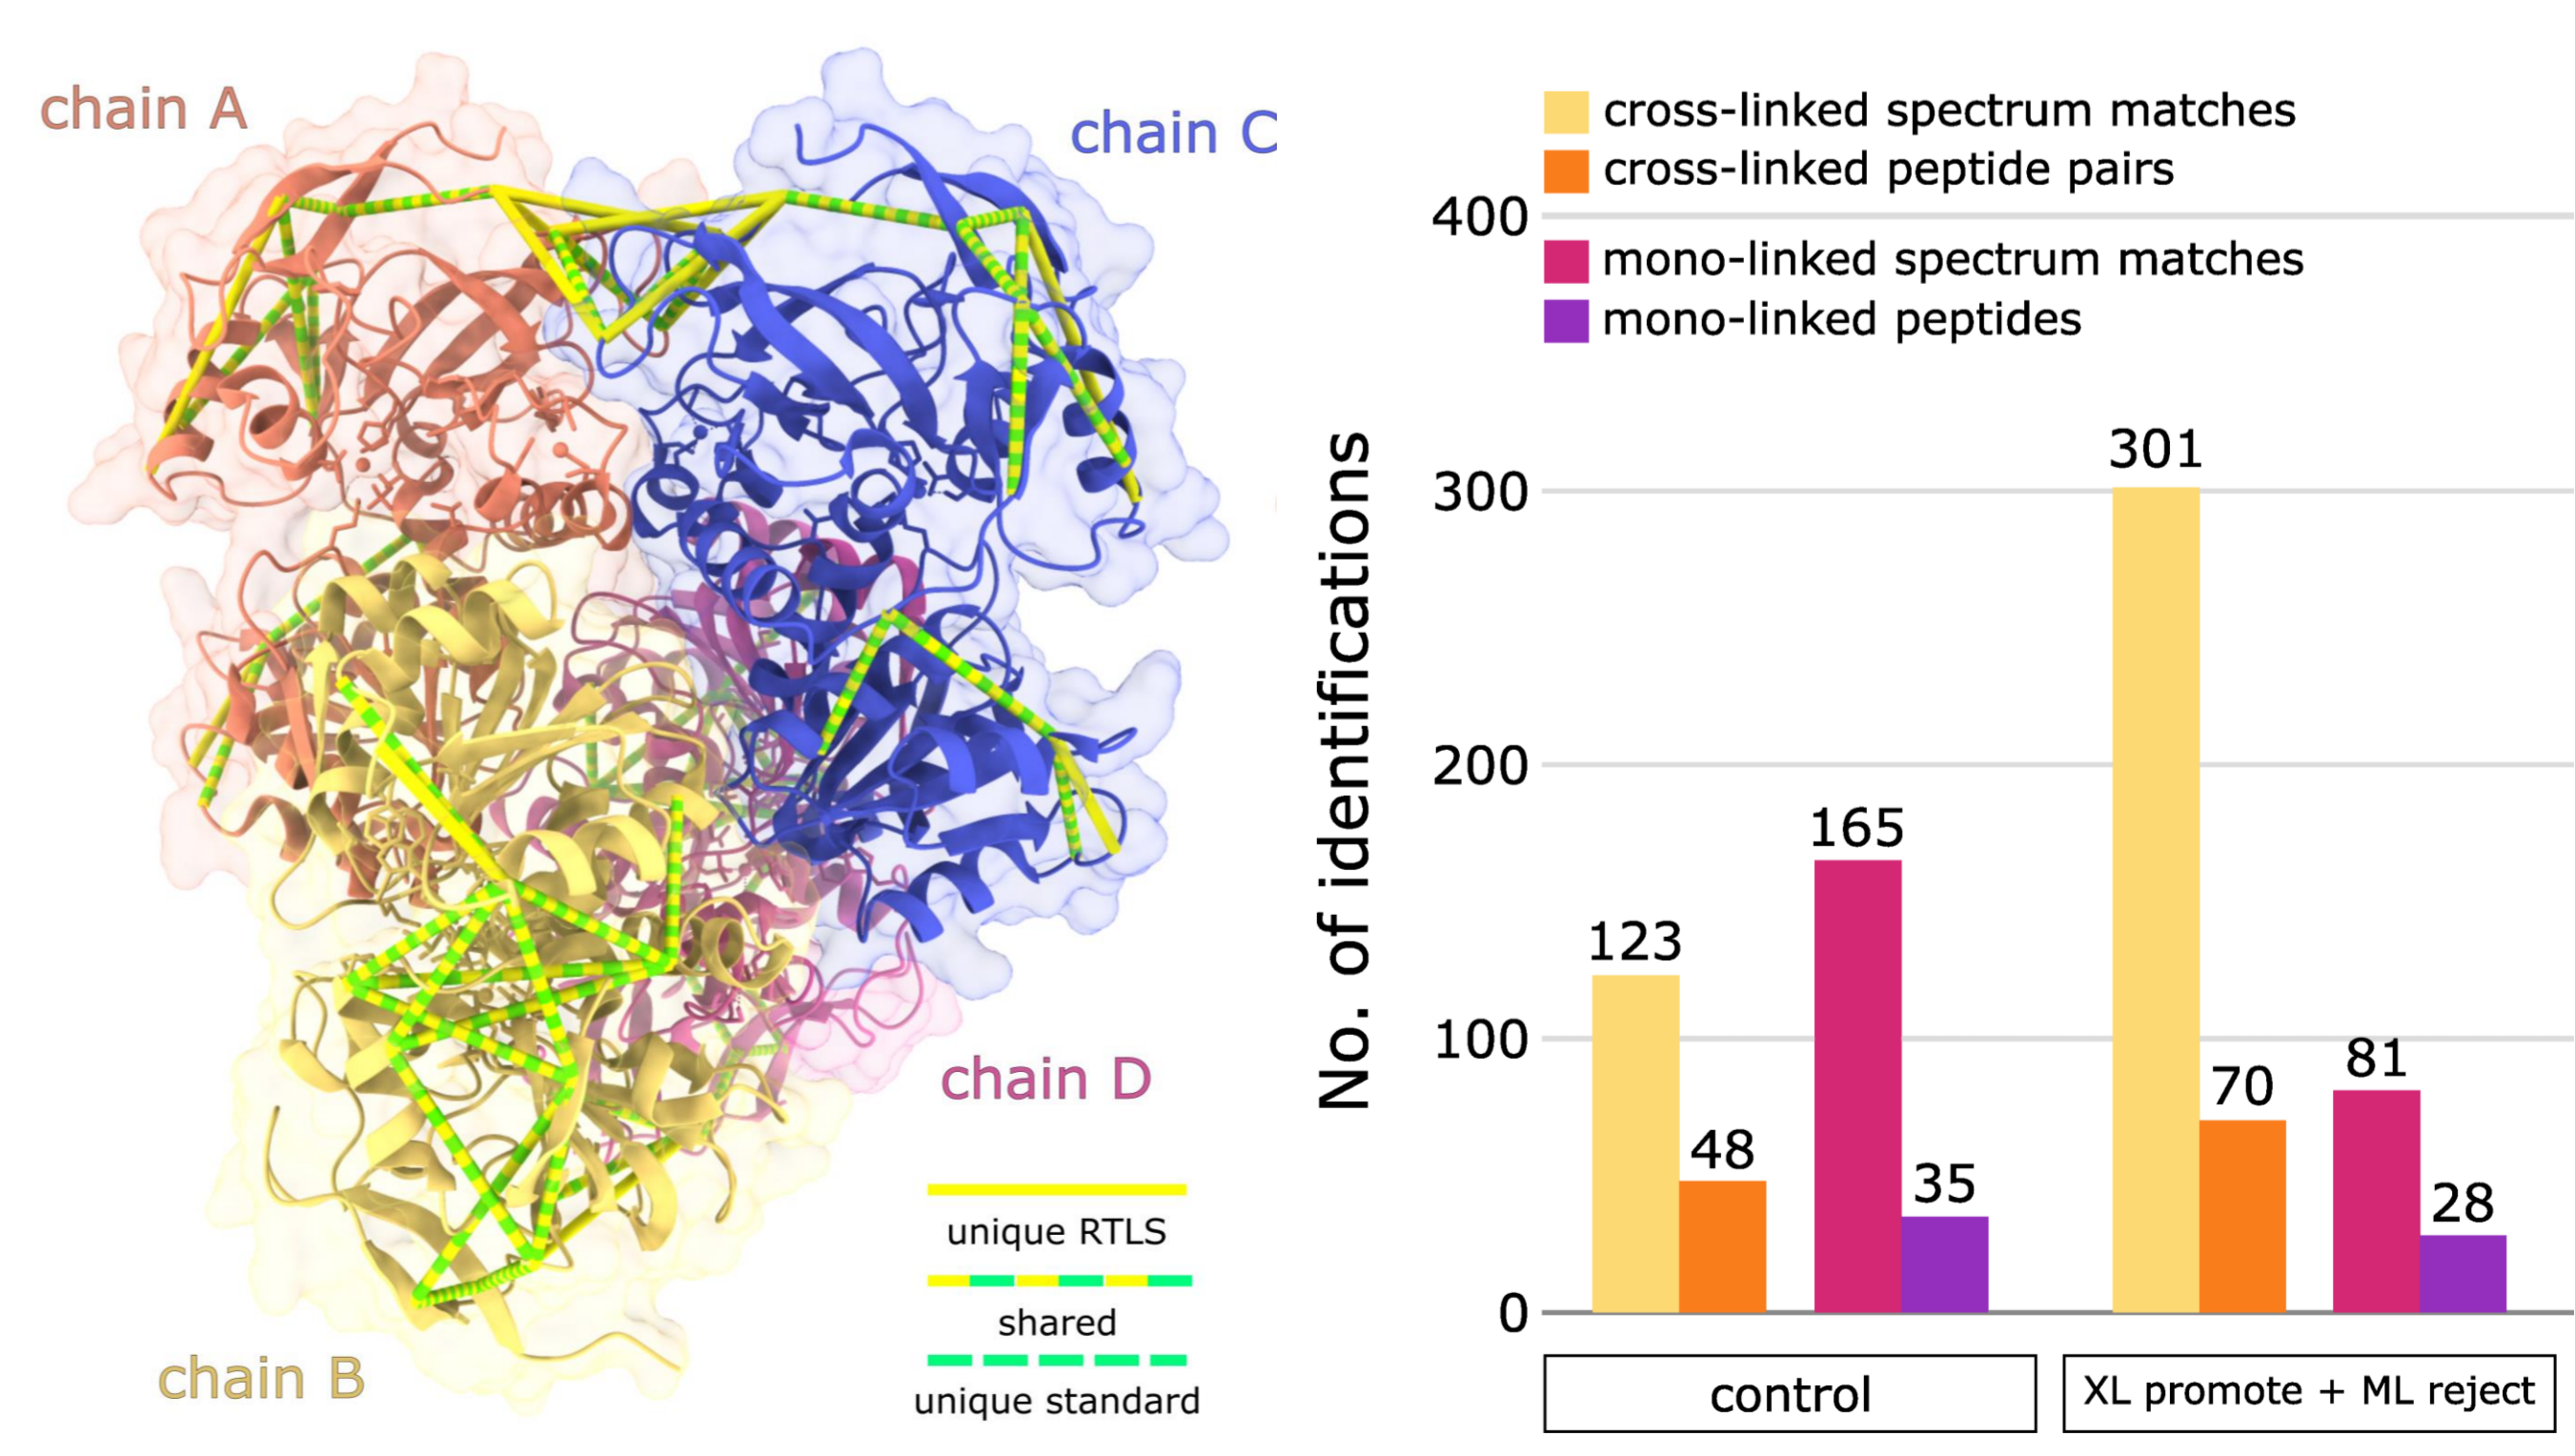 chain A
chain C
chain D
chain B
unique RTLS
shared
unique standard
cross-linked spectrum matches
cross-linked peptide pairs
mono-linked spectrum matches
mono-linked peptides
No. of identifications
400
300
200
100
0
123
48
165
35
301
70
81
28
control
XL promote + ML reject